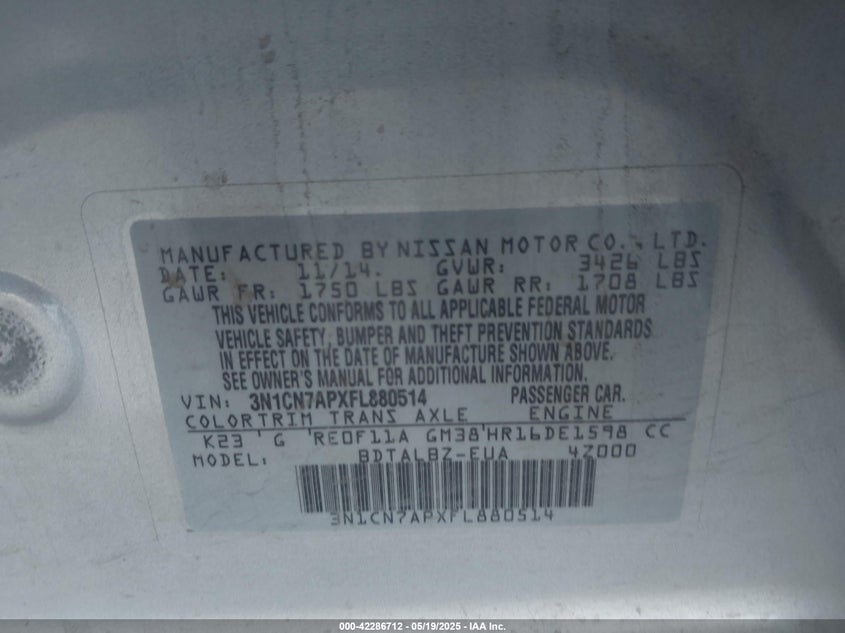 MANUFACTURED BY NISSAN MOTOR CO., LTD.
DATE: 11/14. GVWR: 3426 LBS
GAWR FR: 1750 LBS GAWR RR: 1708 LBS
THIS VEHICLE CONFORMS TO ALL APPLICABLE FEDERAL MOTOR
VEHICLE SAFETY, BUMPER AND THEFT PREVENTION STANDARDS
IN EFFECT ON THE DATE OF MANUFACTURE SHOWN ABOVE.
SEE OWNER'S MANUAL FOR ADDITIONAL INFORMATION.
VIN: 3N1CN7APXFL880514 PASSENGER CAR.
COLOR TRIM TRANS AXLE ENGINE
K23 G RE0F11A GM38 HR16DE1598 CC
MODEL: BDTALBZ-EUA 4Z000
3N1CN7APXFL880514
000-42286712 - 05/19/2025 - IAA Inc.